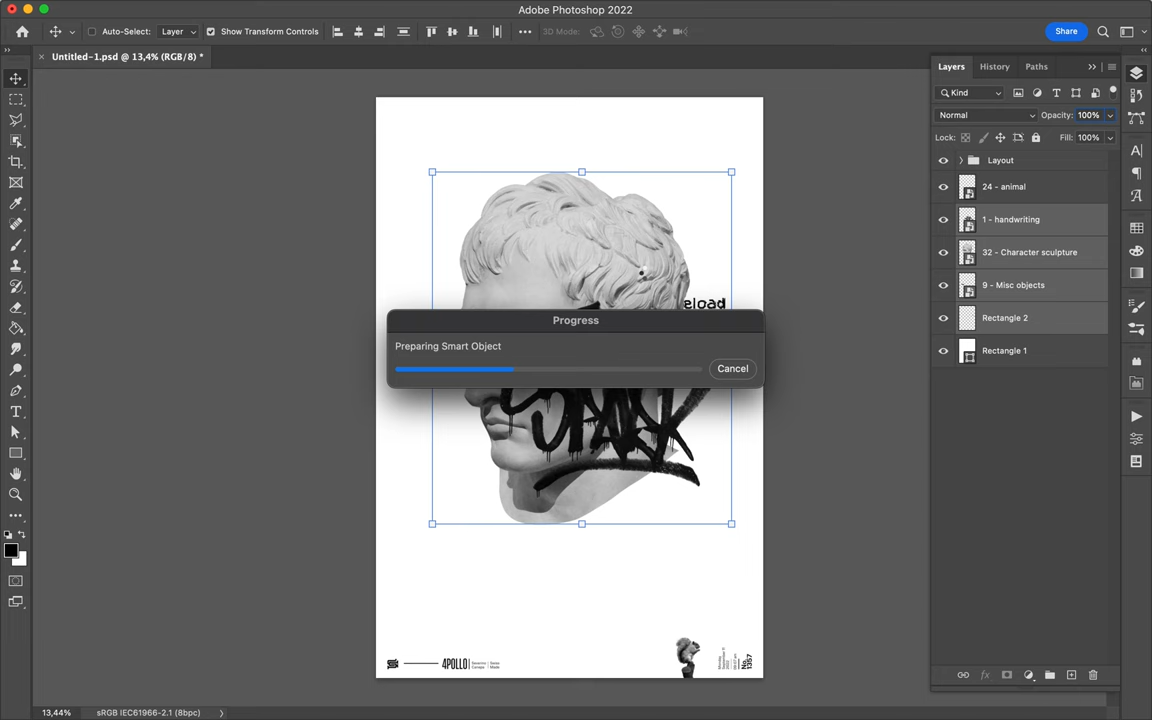 Adobe Photoshop 2022
Auto-Select: Layer Show Transform Controls 3D Mode: Share
Untitled-1.psd @ 13,4% (RGB/8) *
Layers History Paths
Kind
Normal Opacity: 100%
Lock: Fill: 100%
Layout
24 - animal
1 - handwriting
32 - Character sculpture
9 - Misc objects
Rectangle 2
Rectangle 1
eload
Progress
Preparing Smart Object
Cancel
4POLLO
No. 1357
13,44% sRGB IEC61966-2.1 (8bpc)